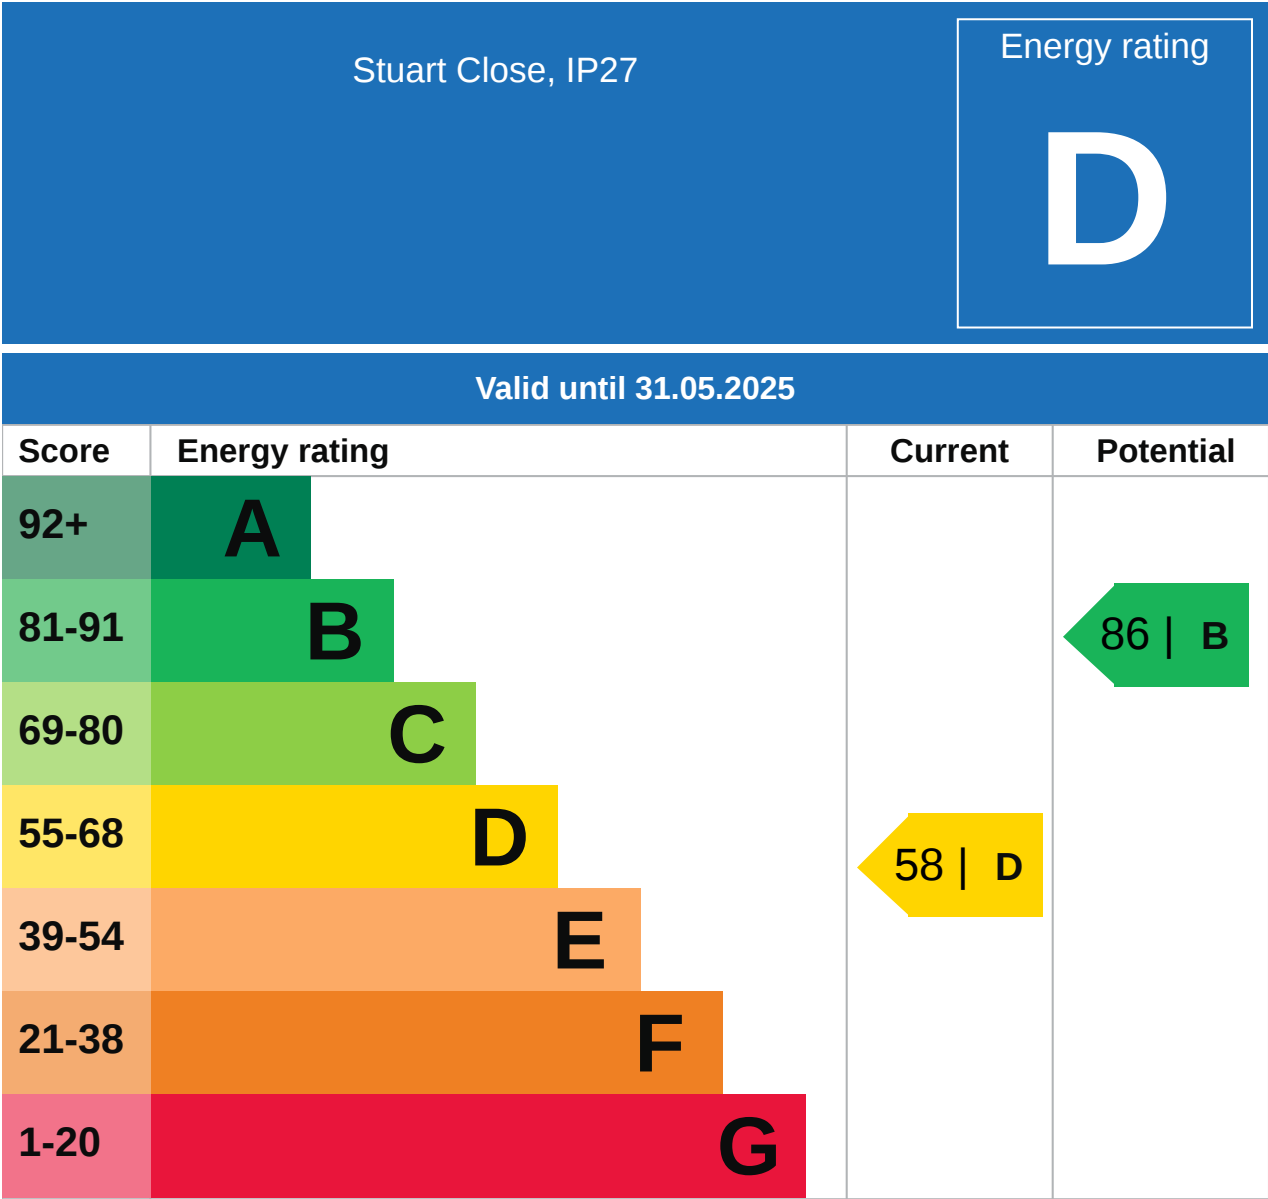 Stuart Close, IP27
Energy rating
D
Valid until 31.05.2025
Score Energy rating Current Potential
92+ A
81-91 B
86 | B
69-80 C
55-68 D
58 | D
39-54 E
21-38 F
1-20 G